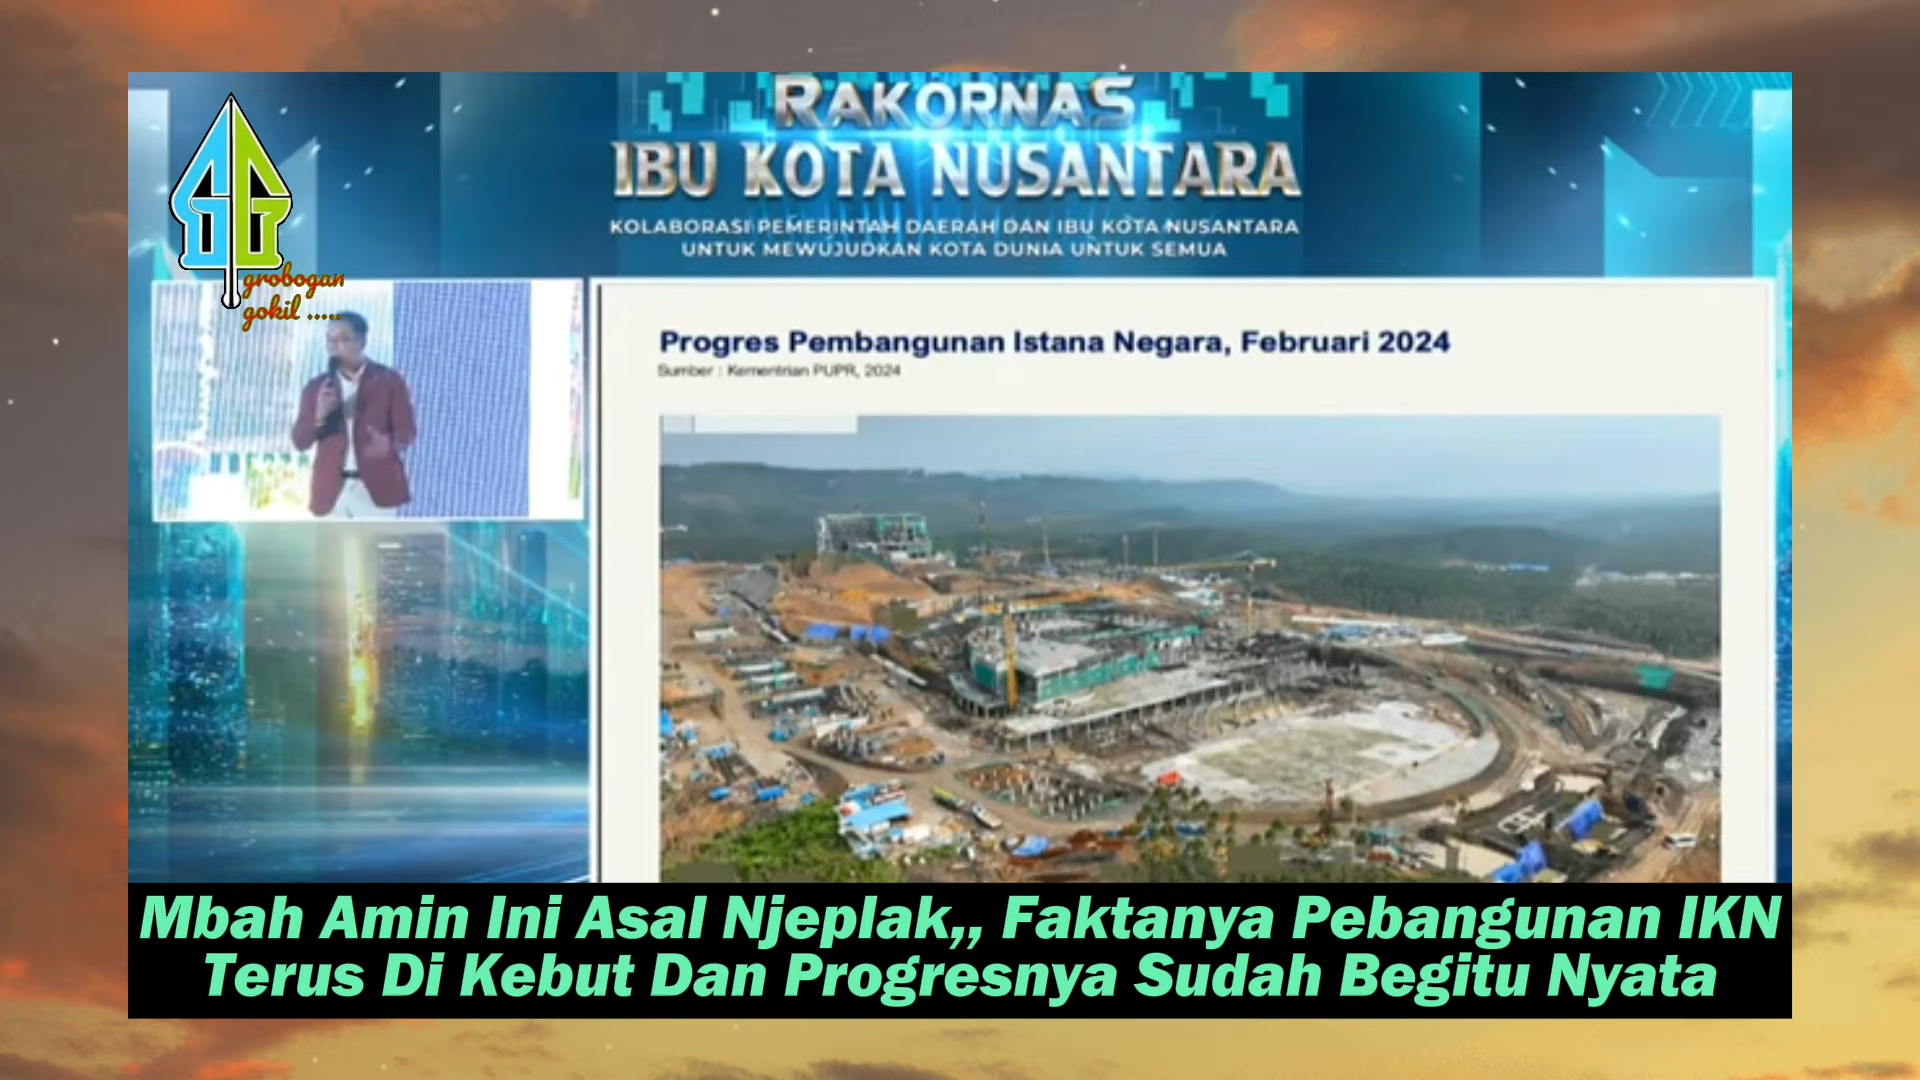 RAKORNAS
IBU KOTA NUSANTARA
KOLABORASI PEMERINTAH DAERAH DAN IBU KOTA NUSANTARA
UNTUK MEWUJUDKAN KOTA DUNIA UNTUK SEMUA
GG
grobogan
gokil .....
Progres Pembangunan Istana Negara, Februari 2024
Sumber : Kementrian PUPR, 2024
Mbah Amin Ini Asal Njeplak,, Faktanya Pebangunan IKN
Terus Di Kebut Dan Progresnya Sudah Begitu Nyata